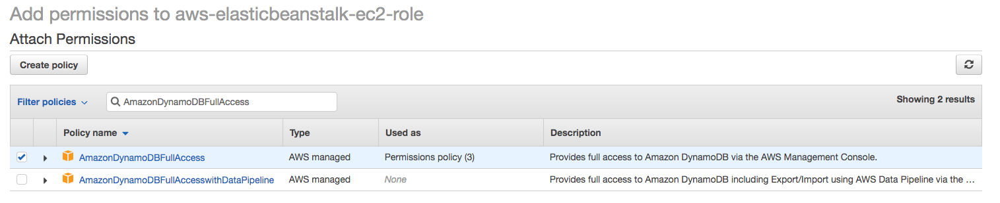 Add permissions to aws-elasticbeanstalk-ec2-role
Attach Permissions
Create policy
Filter policies AmazonDynamoDBFullAccess Showing 2 results
Policy name Type Used as Description
AmazonDynamoDBFullAccess AWS managed Permissions policy (3) Provides full access to Amazon DynamoDB via the AWS Management Console.
AmazonDynamoDBFullAccesswithDataPipeline AWS managed None Provides full access to Amazon DynamoDB including Export/Import using AWS Data Pipeline via the ...